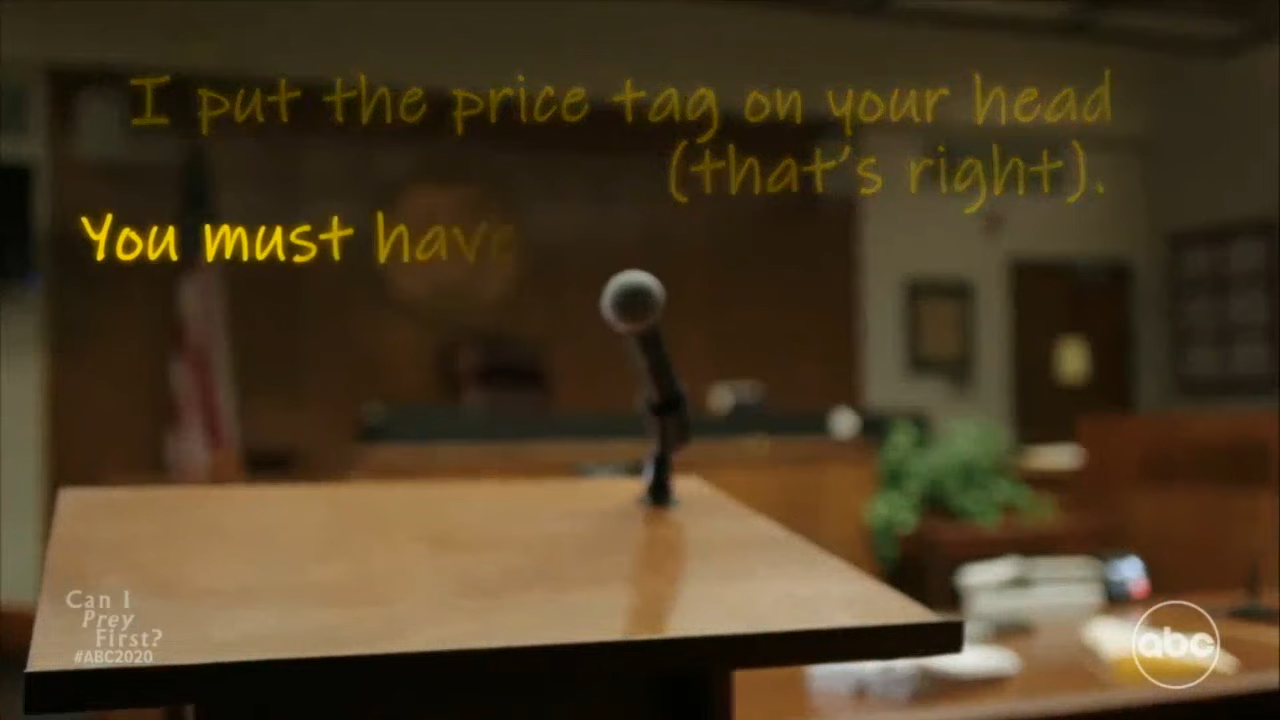 I put the price tag on your head
(that's right).
You must have
Can I
Prey
First?
#ABC2020
abc